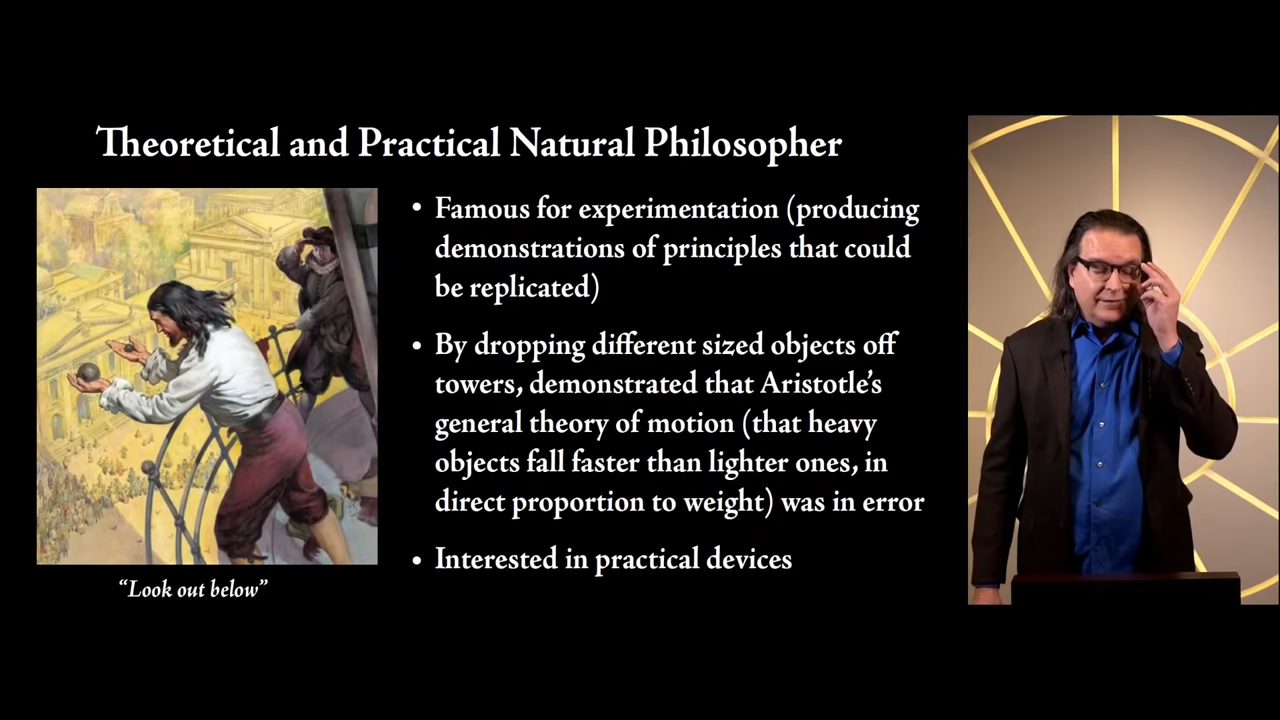 Theoretical and Practical Natural Philosopher
• Famous for experimentation (producing
demonstrations of principles that could
be replicated)
• By dropping different sized objects off
towers, demonstrated that Aristotle’s
general theory of motion (that heavy
objects fall faster than lighter ones, in
direct proportion to weight) was in error
• Interested in practical devices
“Look out below”